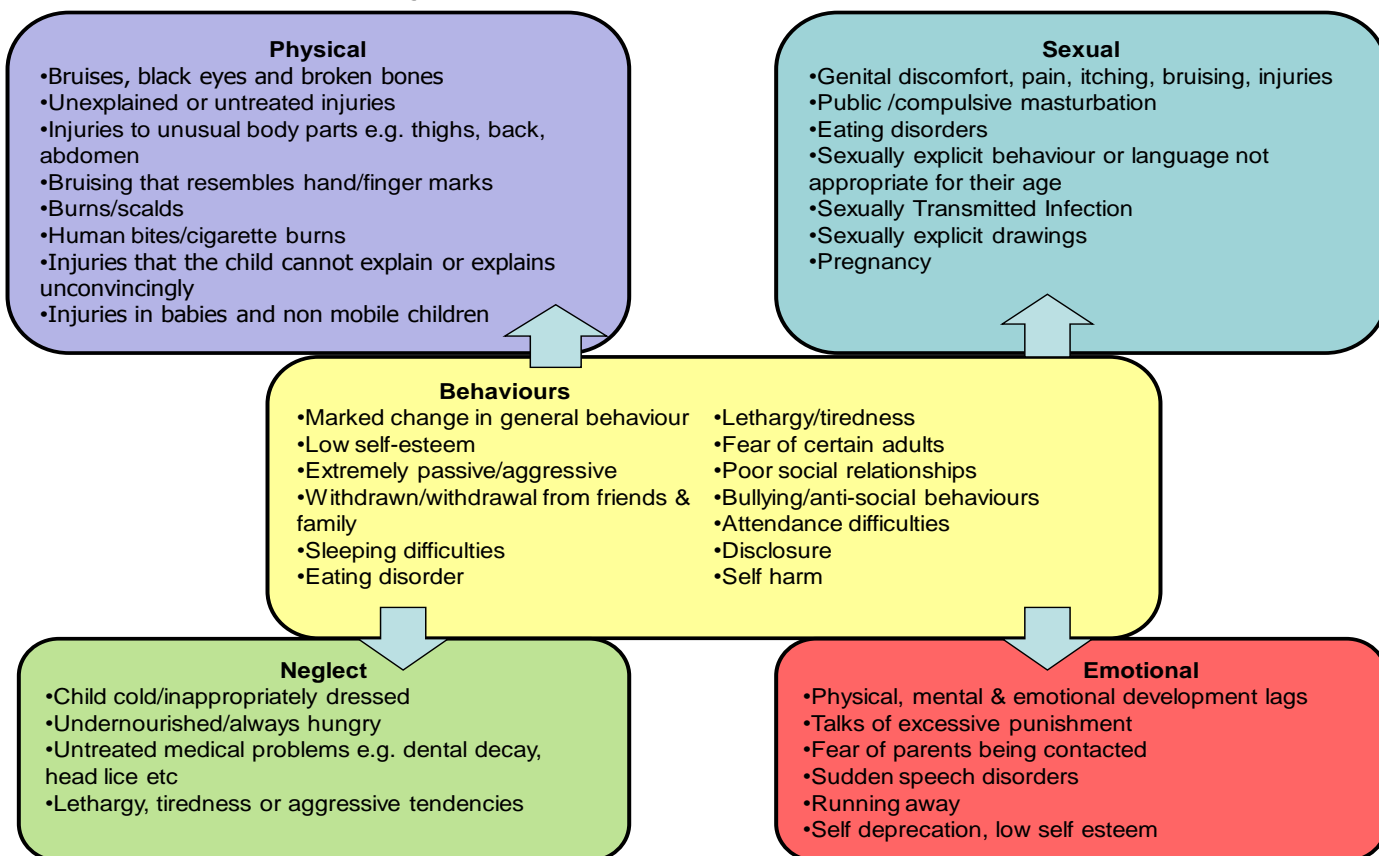 Physical
•Bruises, black eyes and broken bones
•Unexplained or untreated injuries
•Injuries to unusual body parts e.g. thighs, back,
abdomen
•Bruising that resembles hand/finger marks
•Burns/scalds
•Human bites/cigarette burns
•Injuries that the child cannot explain or explains
unconvincingly
•Injuries in babies and non mobile children
Sexual
•Genital discomfort, pain, itching, bruising, injuries
•Public /compulsive masturbation
•Eating disorders
•Sexually explicit behaviour or language not
appropriate for their age
•Sexually Transmitted Infection
•Sexually explicit drawings
•Pregnancy
Behaviours
•Marked change in general behaviour
•Low self-esteem
•Extremely passive/aggressive
•Withdrawn/withdrawal from friends &
family
•Sleeping difficulties
•Eating disorder
•Lethargy/tiredness
•Fear of certain adults
•Poor social relationships
•Bullying/anti-social behaviours
•Attendance difficulties
•Disclosure
•Self harm
Neglect
•Child cold/inappropriately dressed
•Undernourished/always hungry
•Untreated medical problems e.g. dental decay,
head lice etc
•Lethargy, tiredness or aggressive tendencies
Emotional
•Physical, mental & emotional development lags
•Talks of excessive punishment
•Fear of parents being contacted
•Sudden speech disorders
•Running away
•Self deprecation, low self esteem